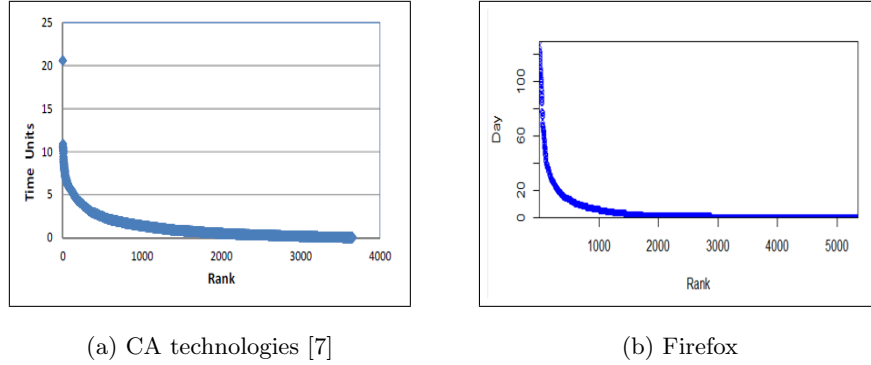 25
20
15
10
5
0
Time Units
0 1000 2000 3000 4000
Rank
(a) CA technologies [7]
100
60
20
0
Day
1000 2000 3000 4000 5000
Rank
(b) Firefox